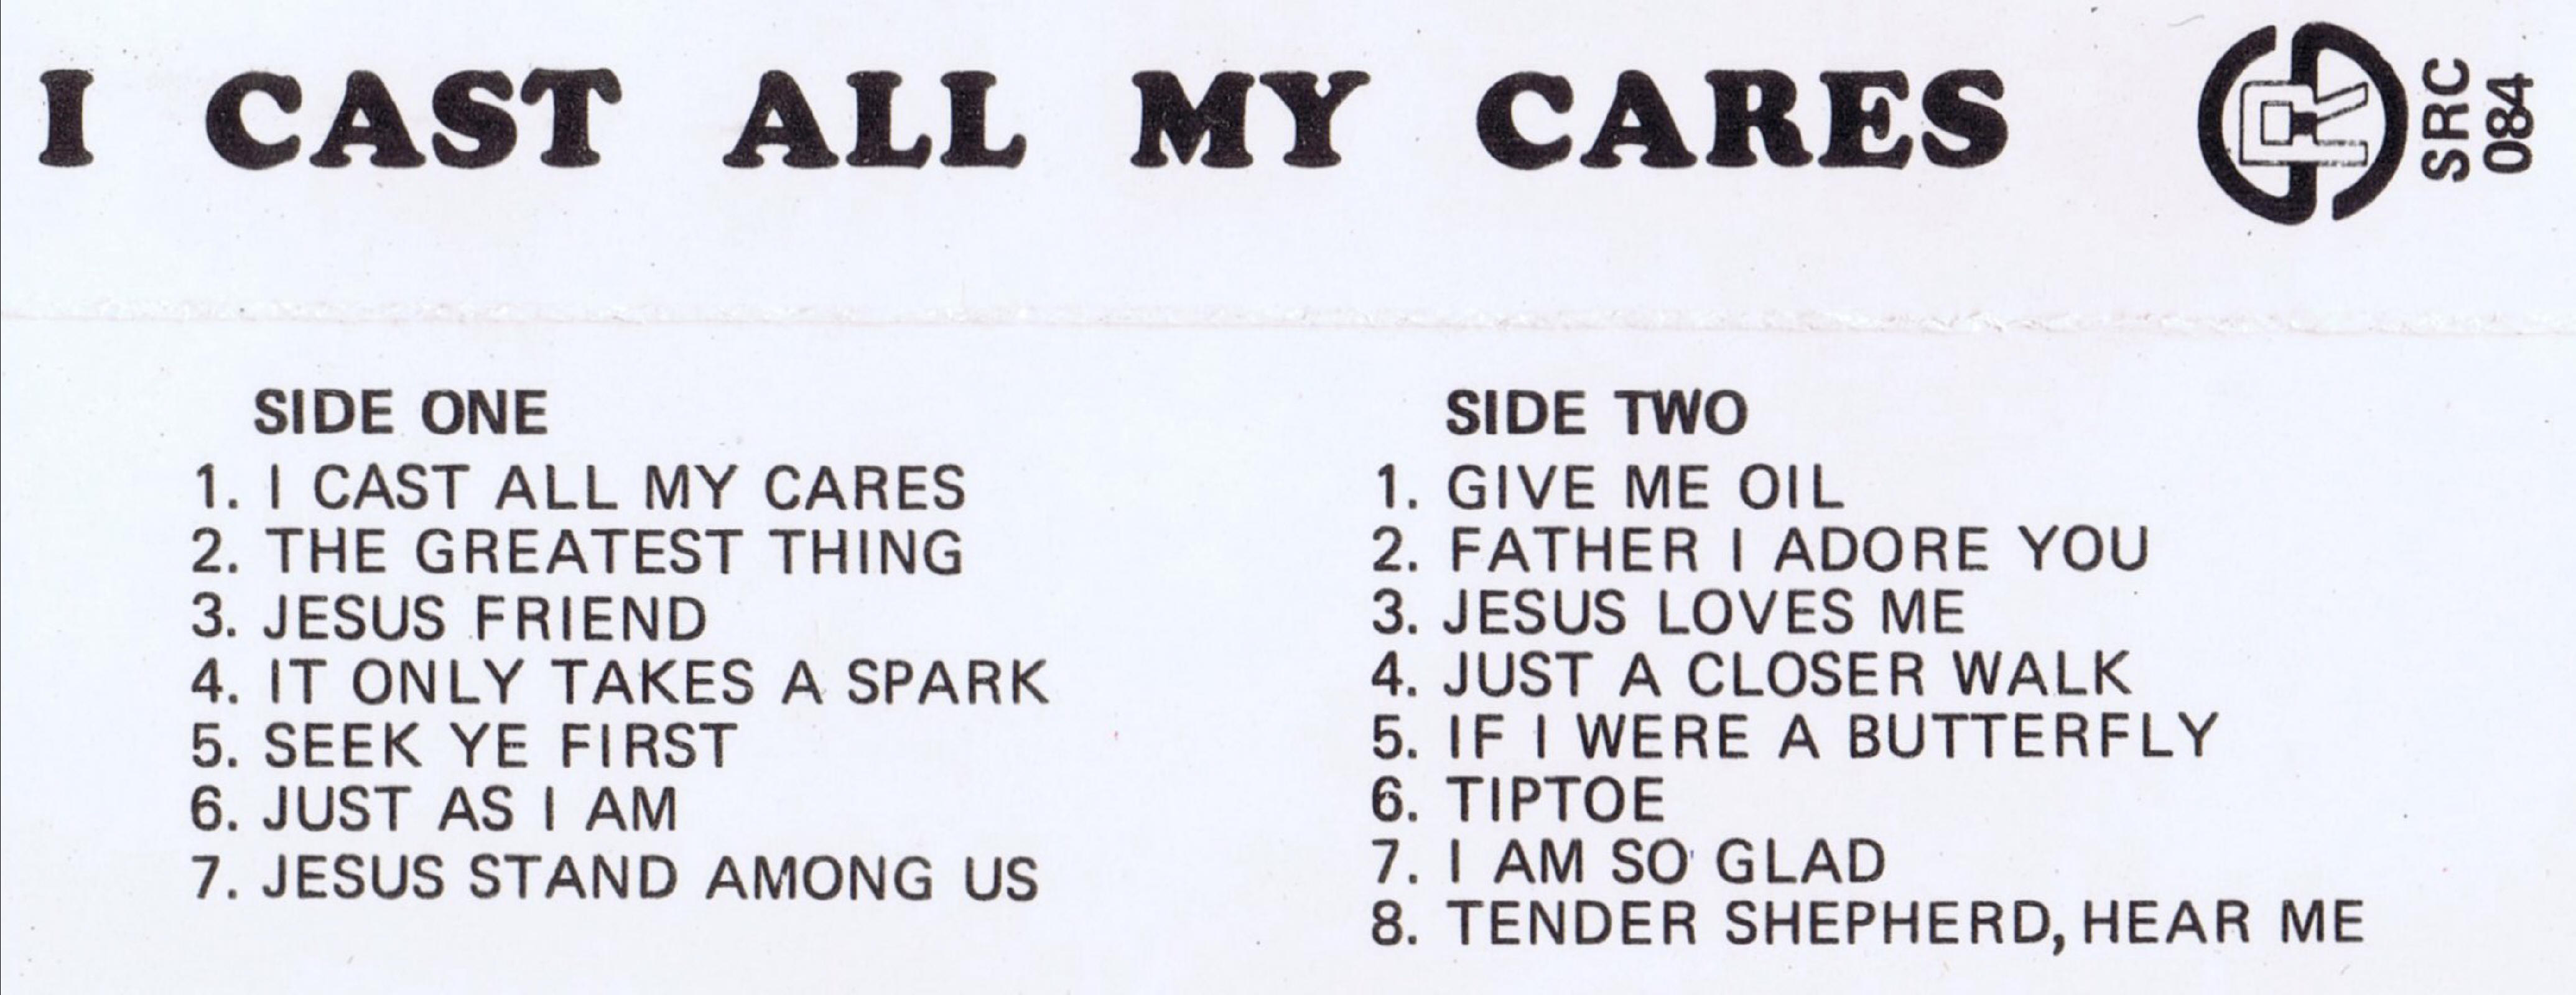 I CAST ALL MY CARES
SRC
084
SIDE ONE
1. I CAST ALL MY CARES
2. THE GREATEST THING
3. JESUS FRIEND
4. IT ONLY TAKES A SPARK
5. SEEK YE FIRST
6. JUST AS I AM
7. JESUS STAND AMONG US
SIDE TWO
1. GIVE ME OIL
2. FATHER I ADORE YOU
3. JESUS LOVES ME
4. JUST A CLOSER WALK
5. IF I WERE A BUTTERFLY
6. TIPTOE
7. I AM SO GLAD
8. TENDER SHEPHERD, HEAR ME